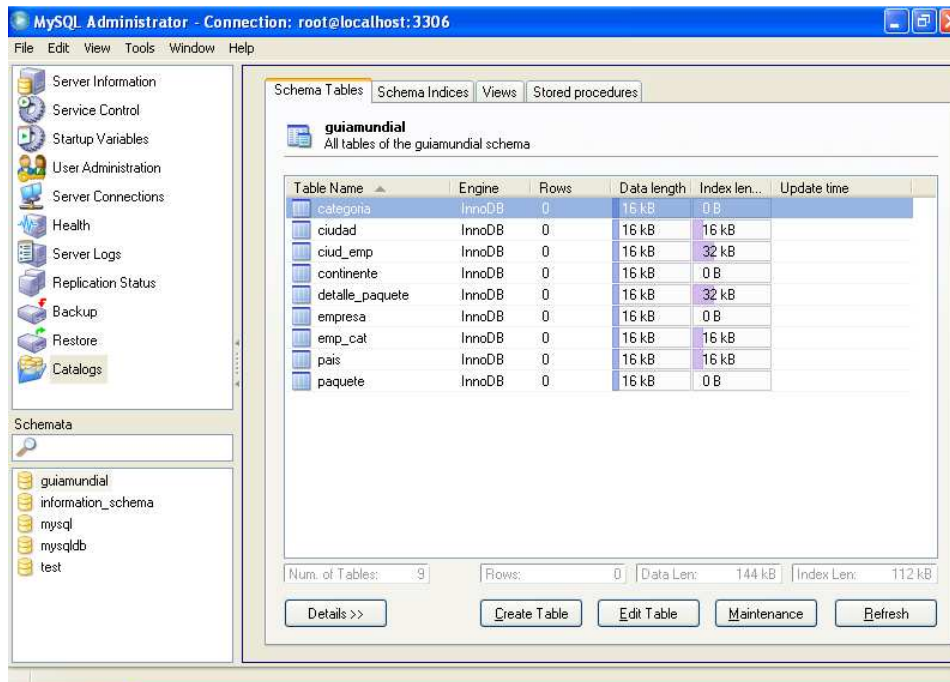 MySQL Administrator - Connection: root@localhost:3306
File Edit View Tools Window Help
Server Information
Service Control
Startup Variables
User Administration
Server Connections
Health
Server Logs
Replication Status
Backup
Restore
Catalogs
Schemata
guiamundial
information_schema
mysql
mysqldb
test
Schema Tables Schema Indices Views Stored procedures
guiamundial
All tables of the guiamundial schema
Table Name Engine Rows Data length Index len... Update time
categoria InnoDB 0 16 kB 0 B
ciudad InnoDB 0 16 kB 16 kB
ciud_emp InnoDB 0 16 kB 32 kB
continente InnoDB 0 16 kB 0 B
detalle_paquete InnoDB 0 16 kB 32 kB
empresa InnoDB 0 16 kB 0 B
emp_cat InnoDB 0 16 kB 16 kB
pais InnoDB 0 16 kB 16 kB
paquete InnoDB 0 16 kB 0 B
Num. of Tables: 9 Rows: 0 Data Len: 144 kB Index Len: 112 kB
Details >> Create Table Edit Table Maintenance Refresh